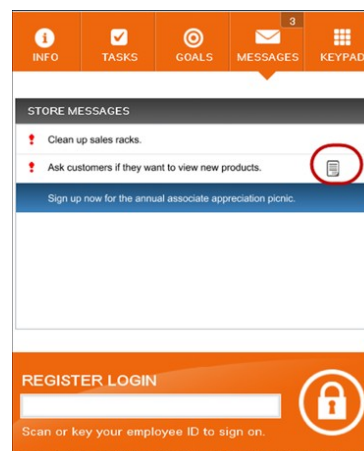 3
INFO TASKS GOALS MESSAGES KEYPAD
STORE MESSAGES
Clean up sales racks.
Ask customers if they want to view new products.
Sign up now for the annual associate appreciation picnic.
REGISTER LOGIN
Scan or key your employee ID to sign on.